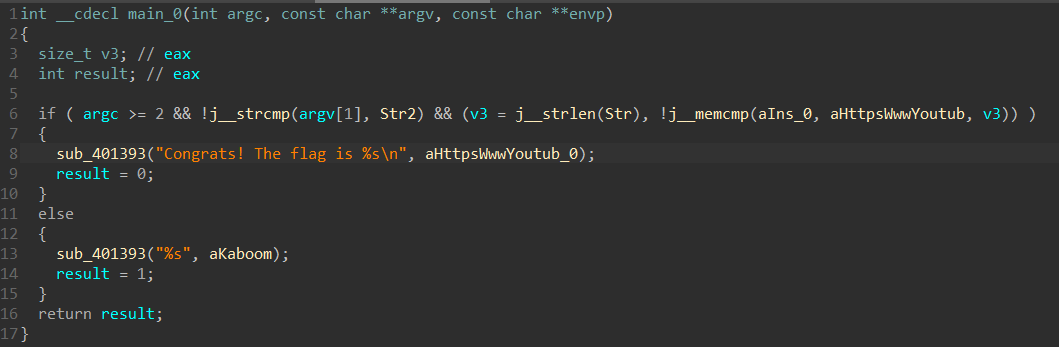 1 int __cdecl main_0(int argc, const char **argv, const char **envp)
2 {
3   size_t v3; // eax
4   int result; // eax
5
6   if ( argc >= 2 && !j__strcmp(argv[1], Str2) && (v3 = j__strlen(Str), !j__memcmp(aIns_0, aHttpsWwwYoutub, v3)) )
7   {
8     sub_401393("Congrats! The flag is %s\n", aHttpsWwwYoutub_0);
9     result = 0;
10   }
11   else
12   {
13     sub_401393("%s", aKaboom);
14     result = 1;
15   }
16   return result;
17 }